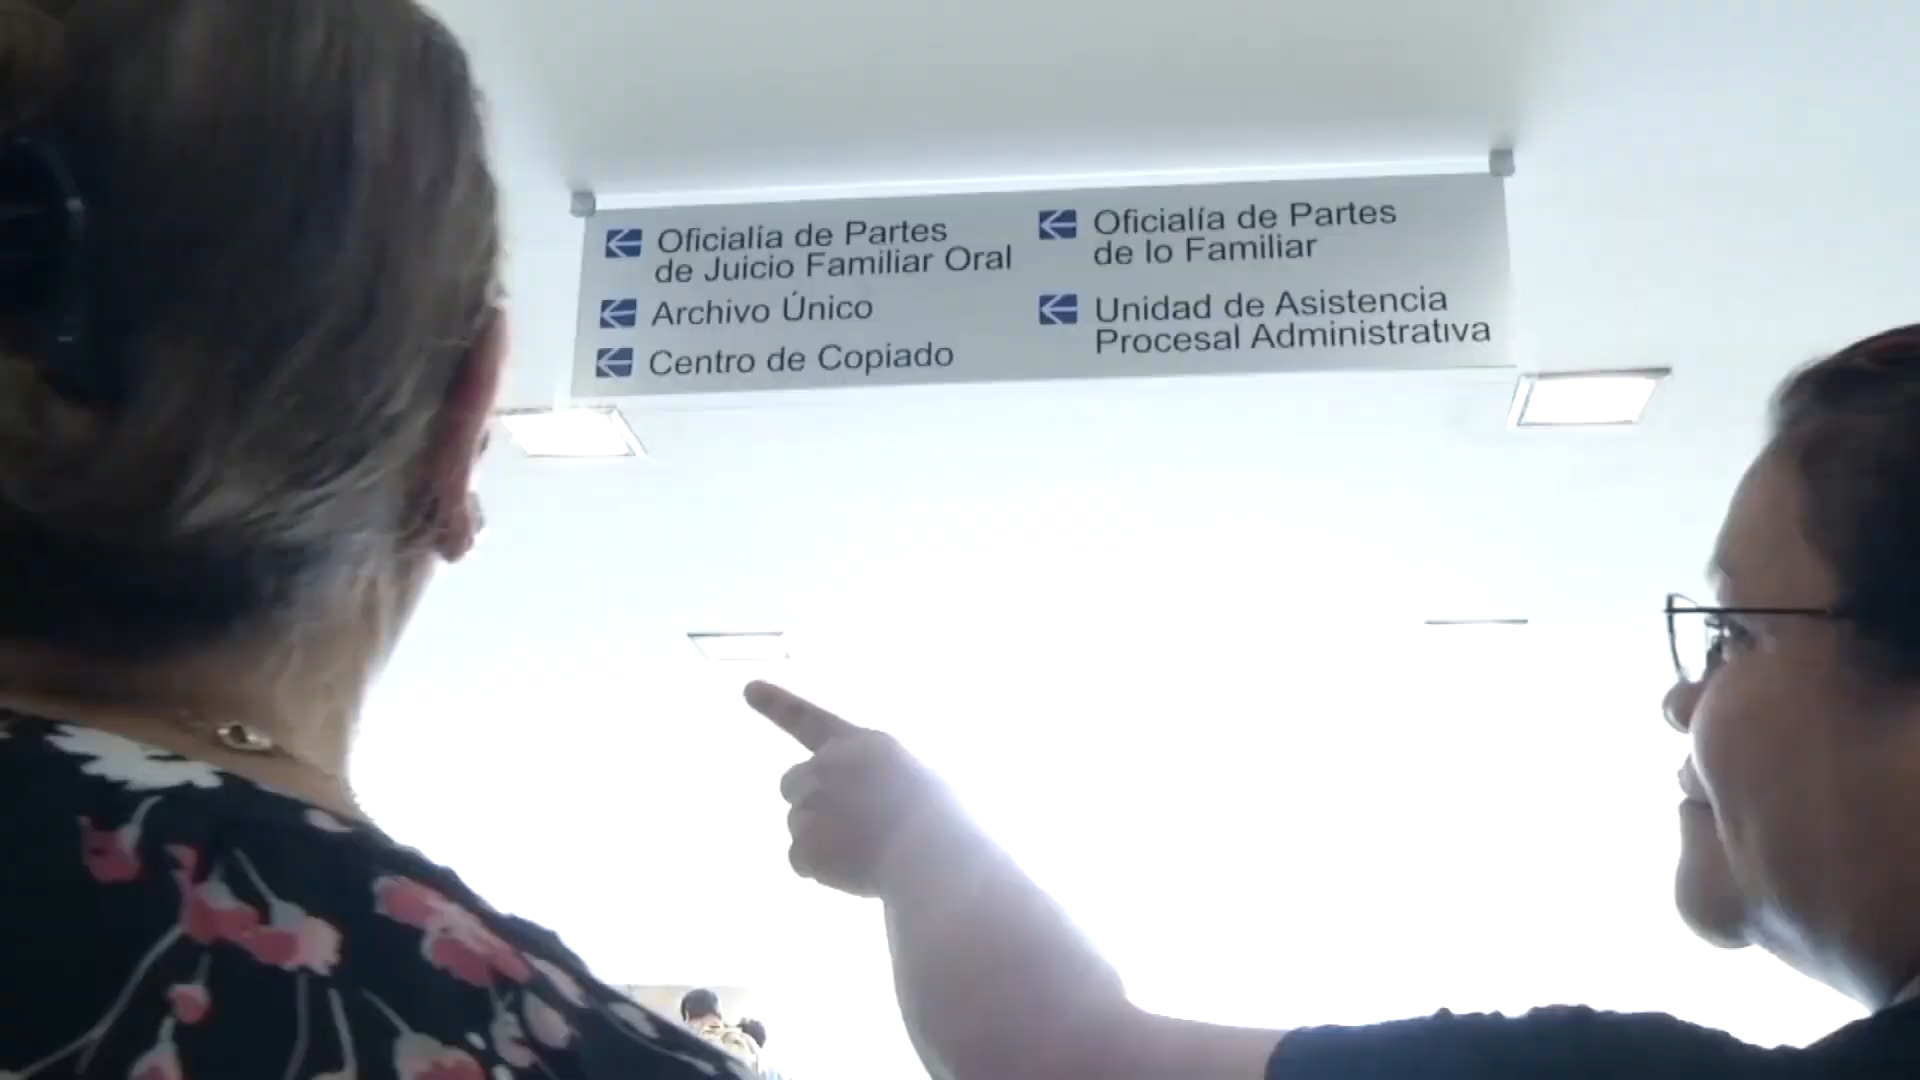 Oficialía de Partes
de Juicio Familiar Oral
Archivo Único
Centro de Copiado
Oficialía de Partes
de lo Familiar
Unidad de Asistencia
Procesal Administrativa